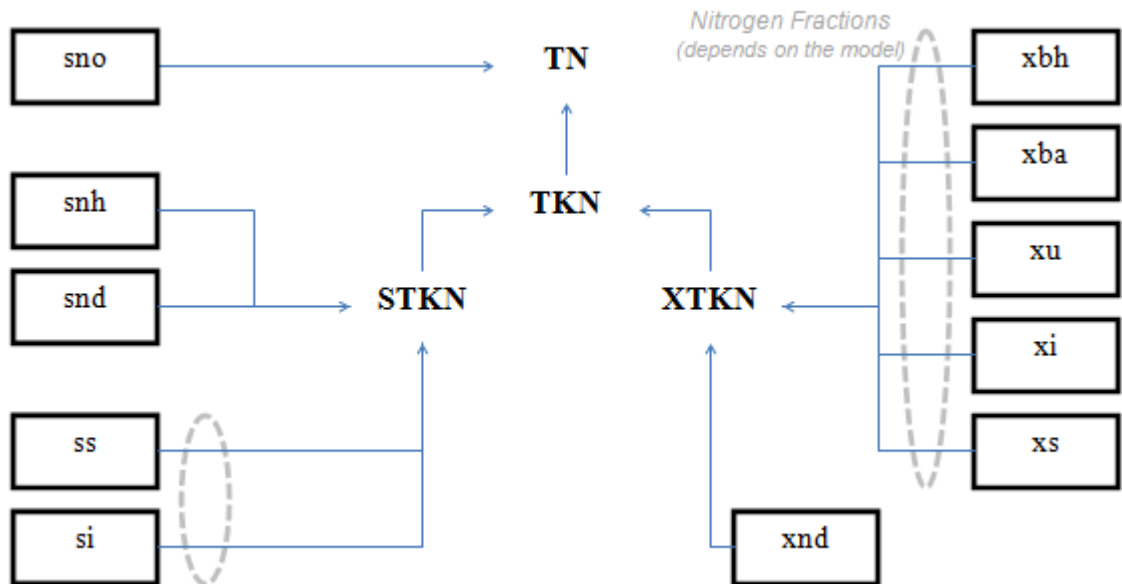 Nitrogen Fractions
(depends on the model)
sno
TN
xbh
xba
snh
TKN
xu
snd
STKN
XTKN
xi
ss
xs
si
xnd